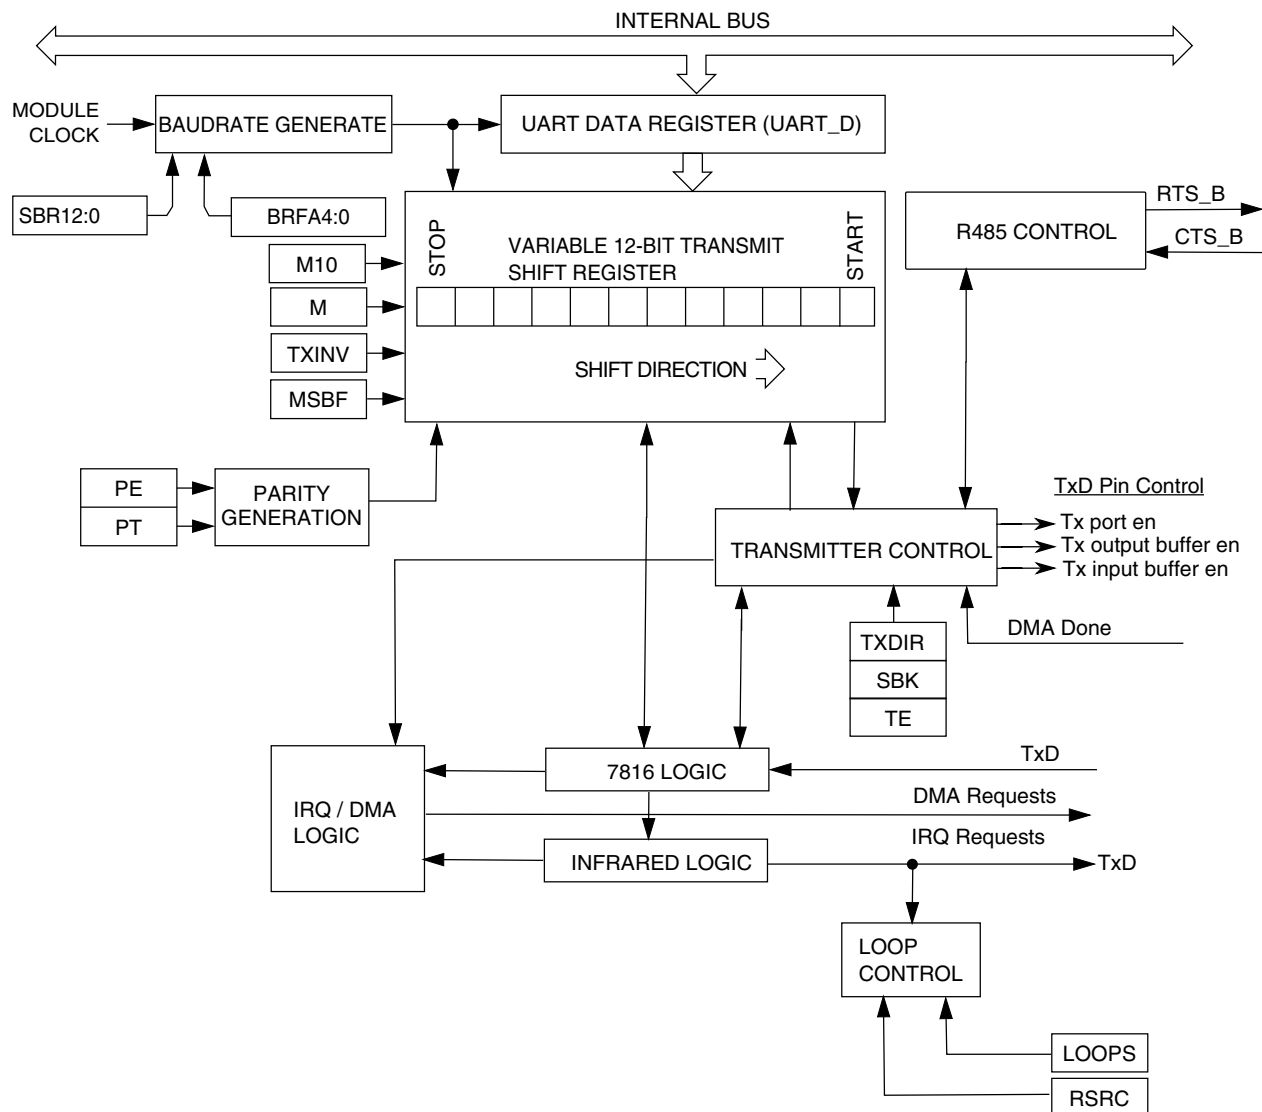 INTERNAL BUS
MODULE
CLOCK
BAUDRATE GENERATE
UART DATA REGISTER (UART_D)
SBR12:0
BRFA4:0
RTS_B
R485 CONTROL
CTS_B
STOP
VARIABLE 12-BIT TRANSMIT
SHIFT REGISTER
START
M10
M
TXINV
MSBF
SHIFT DIRECTION
PE
PT
PARITY
GENERATION
TxD Pin Control
Tx port en
Tx output buffer en
Tx input buffer en
TRANSMITTER CONTROL
DMA Done
TXDIR
SBK
TE
7816 LOGIC
TxD
IRQ / DMA
LOGIC
DMA Requests
IRQ Requests
INFRARED LOGIC
TxD
LOOP
CONTROL
LOOPS
RSRC